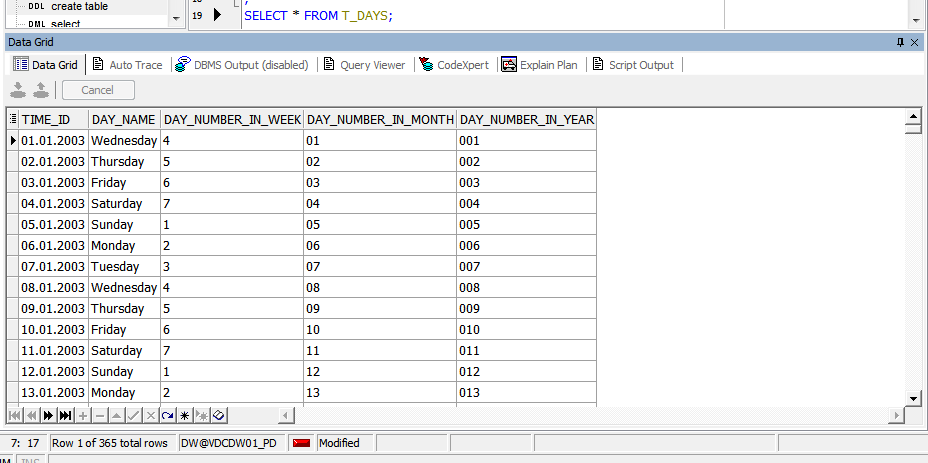 DDL create table
18 ;
DML select
19 SELECT * FROM T_DAYS;
Data Grid
Data Grid Auto Trace DBMS Output (disabled) Query Viewer CodeXpert Explain Plan Script Output
Cancel
TIME_ID DAY_NAME DAY_NUMBER_IN_WEEK DAY_NUMBER_IN_MONTH DAY_NUMBER_IN_YEAR
01.01.2003 Wednesday 4 01 001
02.01.2003 Thursday 5 02 002
03.01.2003 Friday 6 03 003
04.01.2003 Saturday 7 04 004
05.01.2003 Sunday 1 05 005
06.01.2003 Monday 2 06 006
07.01.2003 Tuesday 3 07 007
08.01.2003 Wednesday 4 08 008
09.01.2003 Thursday 5 09 009
10.01.2003 Friday 6 10 010
11.01.2003 Saturday 7 11 011
12.01.2003 Sunday 1 12 012
13.01.2003 Monday 2 13 013
7: 17 Row 1 of 365 total rows DW@VDCDW01_PD Modified
INS